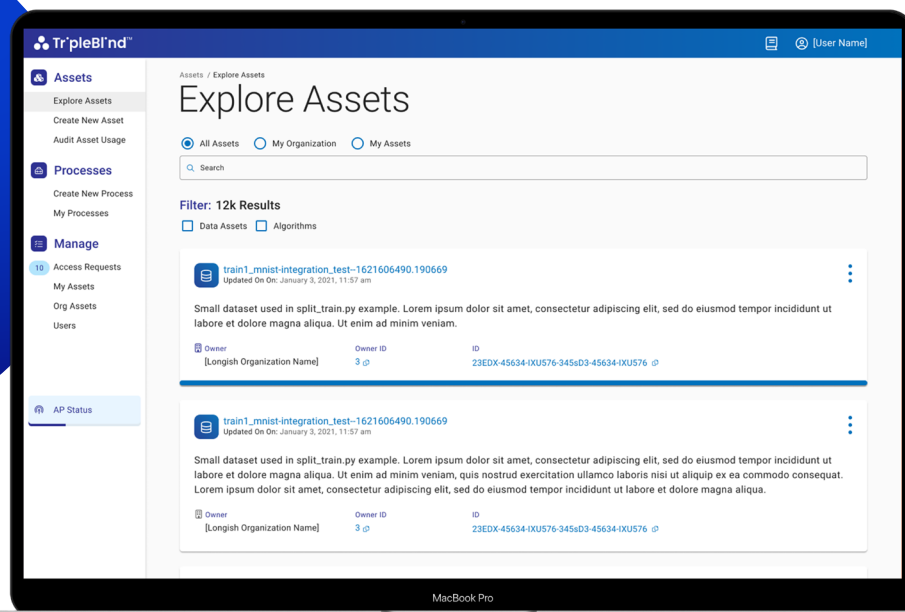 Tr·pleBl·nd™
[User Name]
Assets
Explore Assets
Create New Asset
Audit Asset Usage
Processes
Create New Process
My Processes
Manage
10 Access Requests
My Assets
Org Assets
Users
AP Status
Assets / Explore Assets
Explore Assets
All Assets My Organization My Assets
Search
Filter: 12k Results
Data Assets Algorithms
train1_mnist-integration_test--1621606490.190669
Updated On On: January 3, 2021, 11:57 am
Small dataset used in split_train.py example. Lorem ipsum dolor sit amet, consectetur adipiscing elit, sed do eiusmod tempor incididunt ut
labore et dolore magna aliqua. Ut enim ad minim veniam.
Owner Owner ID ID
[Longish Organization Name] 3 23EDX-45634-IXU576-345sD3-45634-IXU576
train1_mnist-integration_test--1621606490.190669
Updated On On: January 3, 2021, 11:57 am
Small dataset used in split_train.py example. Lorem ipsum dolor sit amet, consectetur adipiscing elit, sed do eiusmod tempor incididunt ut
labore et dolore magna aliqua. Ut enim ad minim veniam, quis nostrud exercitation ullamco laboris nisi ut aliquip ex ea commodo consequat.
Lorem ipsum dolor sit amet, consectetur adipiscing elit, sed do eiusmod tempor incididunt ut labore et dolore magna aliqua.
Owner Owner ID ID
[Longish Organization Name] 3 23EDX-45634-IXU576-345sD3-45634-IXU576
MacBook Pro